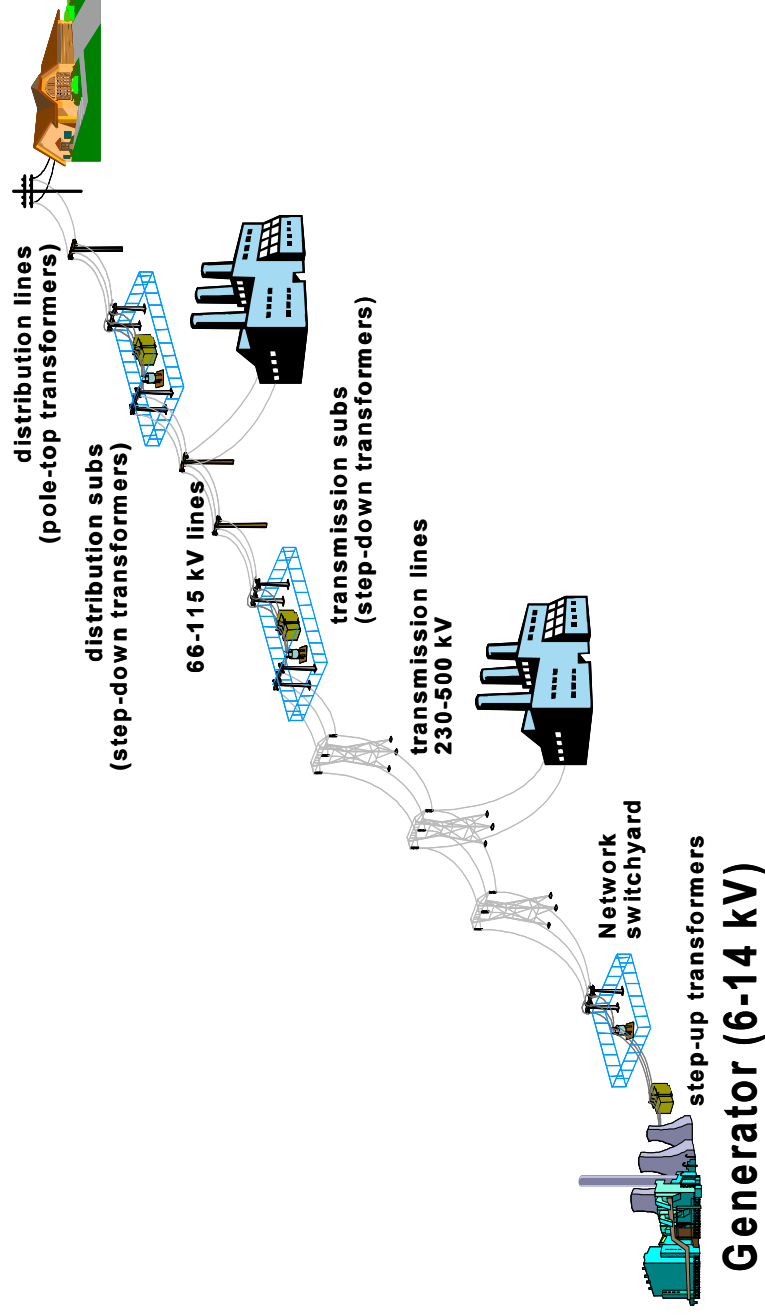 distribution lines
(pole-top transformers)
distribution subs
(step-down transformers)
66-115 kV lines
transmission subs
(step-down transformers)
transmission lines
230-500 kV
Network
switchyard
step-up transformers
Generator (6-14 kV)